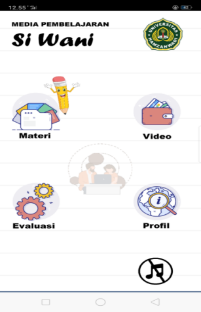 12.55
MEDIA PEMBELAJARAN
Si Wani
Materi
Video
Evaluasi
Profil